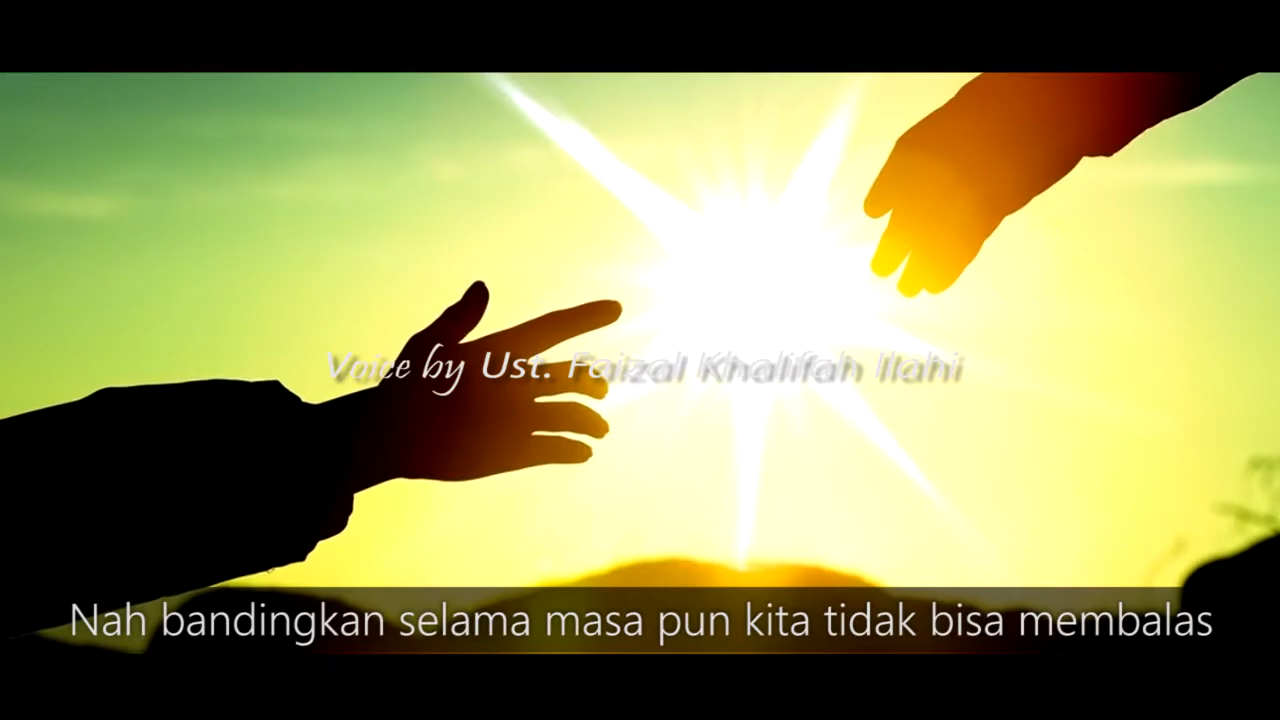 Voice by Ust. Faizal Khalifah Ilahi
Nah bandingkan selama masa pun kita tidak bisa membalas